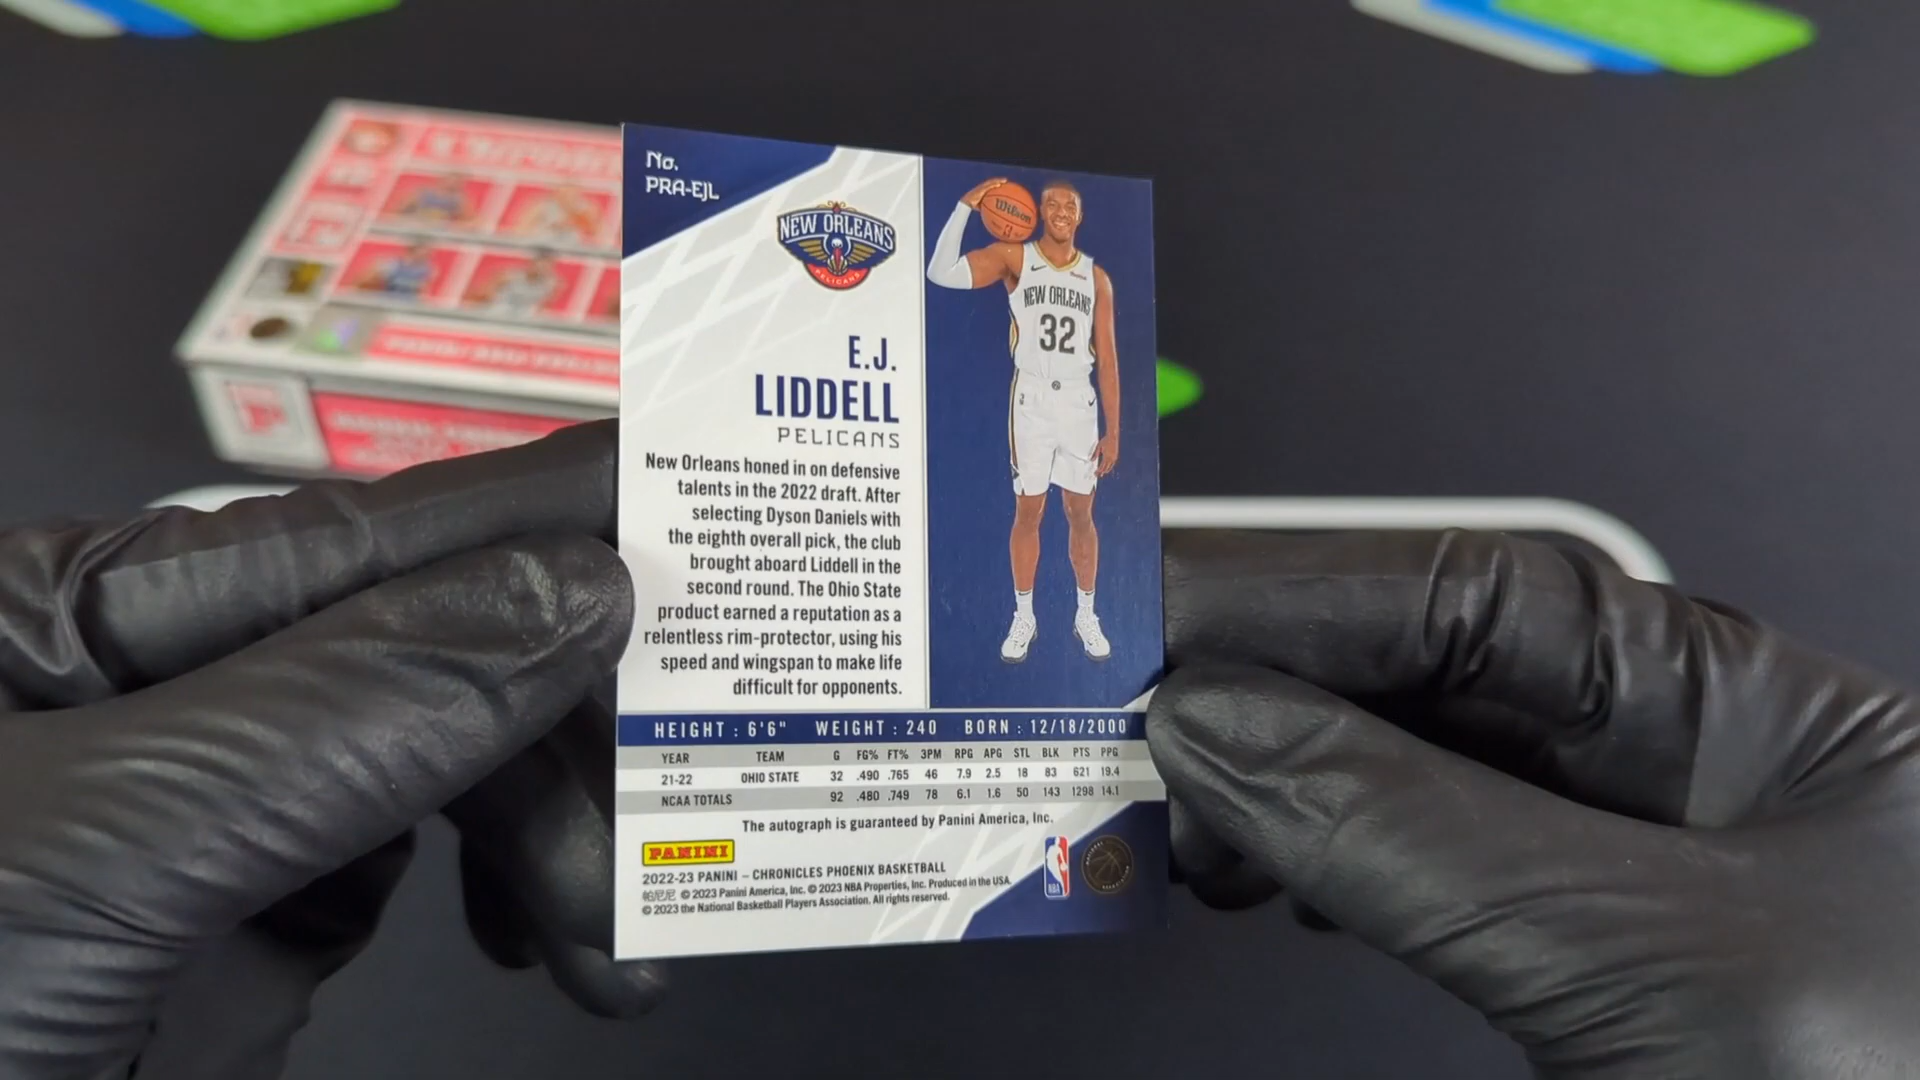 No.
PRA-EJL
NEW ORLEANS
PELICANS
Wilson
NEW ORLEANS
32
E.J.
LIDDELL
PELICANS
New Orleans honed in on defensive
talents in the 2022 draft. After
selecting Dyson Daniels with
the eighth overall pick, the club
brought aboard Liddell in the
second round. The Ohio State
product earned a reputation as a
relentless rim-protector, using his
speed and wingspan to make life
difficult for opponents.
HEIGHT : 6'6" WEIGHT : 240 BORN : 12/18/2000
YEAR TEAM G FG% FT% 3PM RPG APG STL BLK PTS PPG
21-22 OHIO STATE 32 .490 .765 46 7.9 2.5 18 83 621 19.4
NCAA TOTALS 92 .480 .749 78 6.1 1.6 50 143 1298 14.1
The autograph is guaranteed by Panini America, Inc.
PANINI
2022-23 PANINI – CHRONICLES PHOENIX BASKETBALL
帕尼尼 © 2023 Panini America, Inc. © 2023 NBA Properties, Inc. Produced in the USA.
© 2023 the National Basketball Players Association. All rights reserved.
NBA